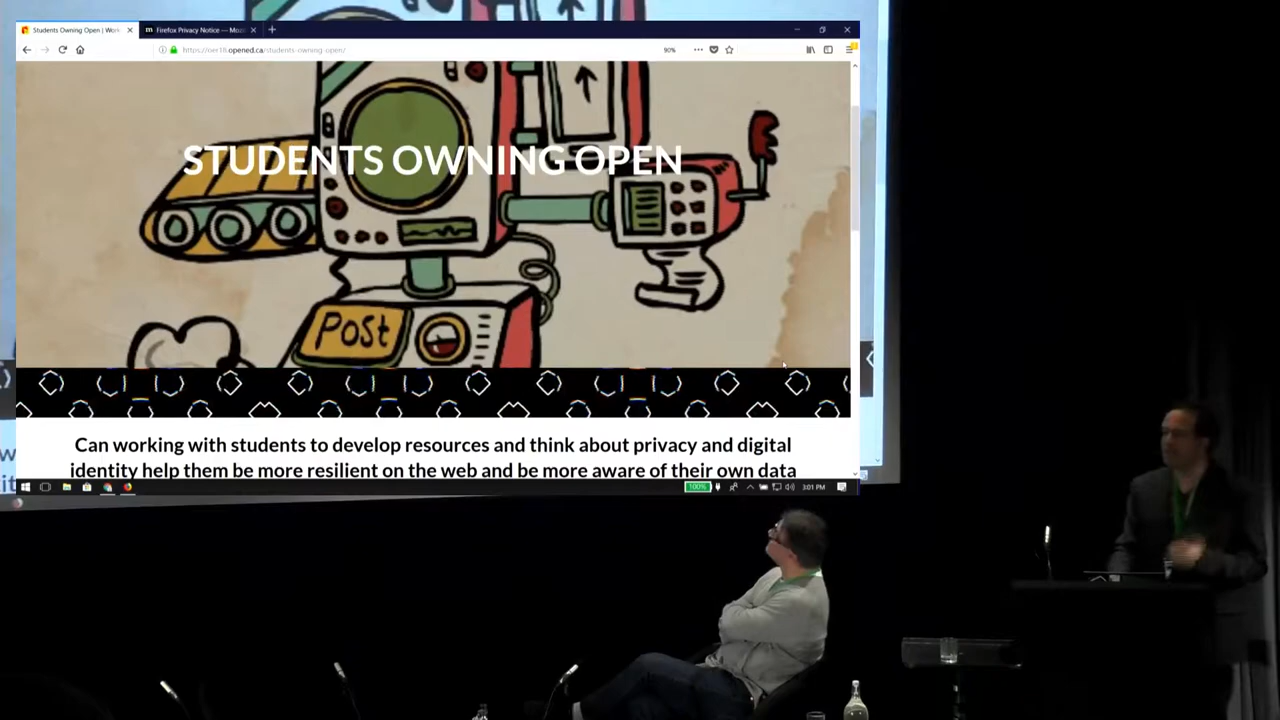 Students Owning Open | Wor
Firefox Privacy Notice — Moz
https://oer18.opened.ca/students-owning-open/
90%
STUDENTS OWNING OPEN
POSt
Can working with students to develop resources and think about privacy and digital
identity help them be more resilient on the web and be more aware of their own data
100%
3:01 PM